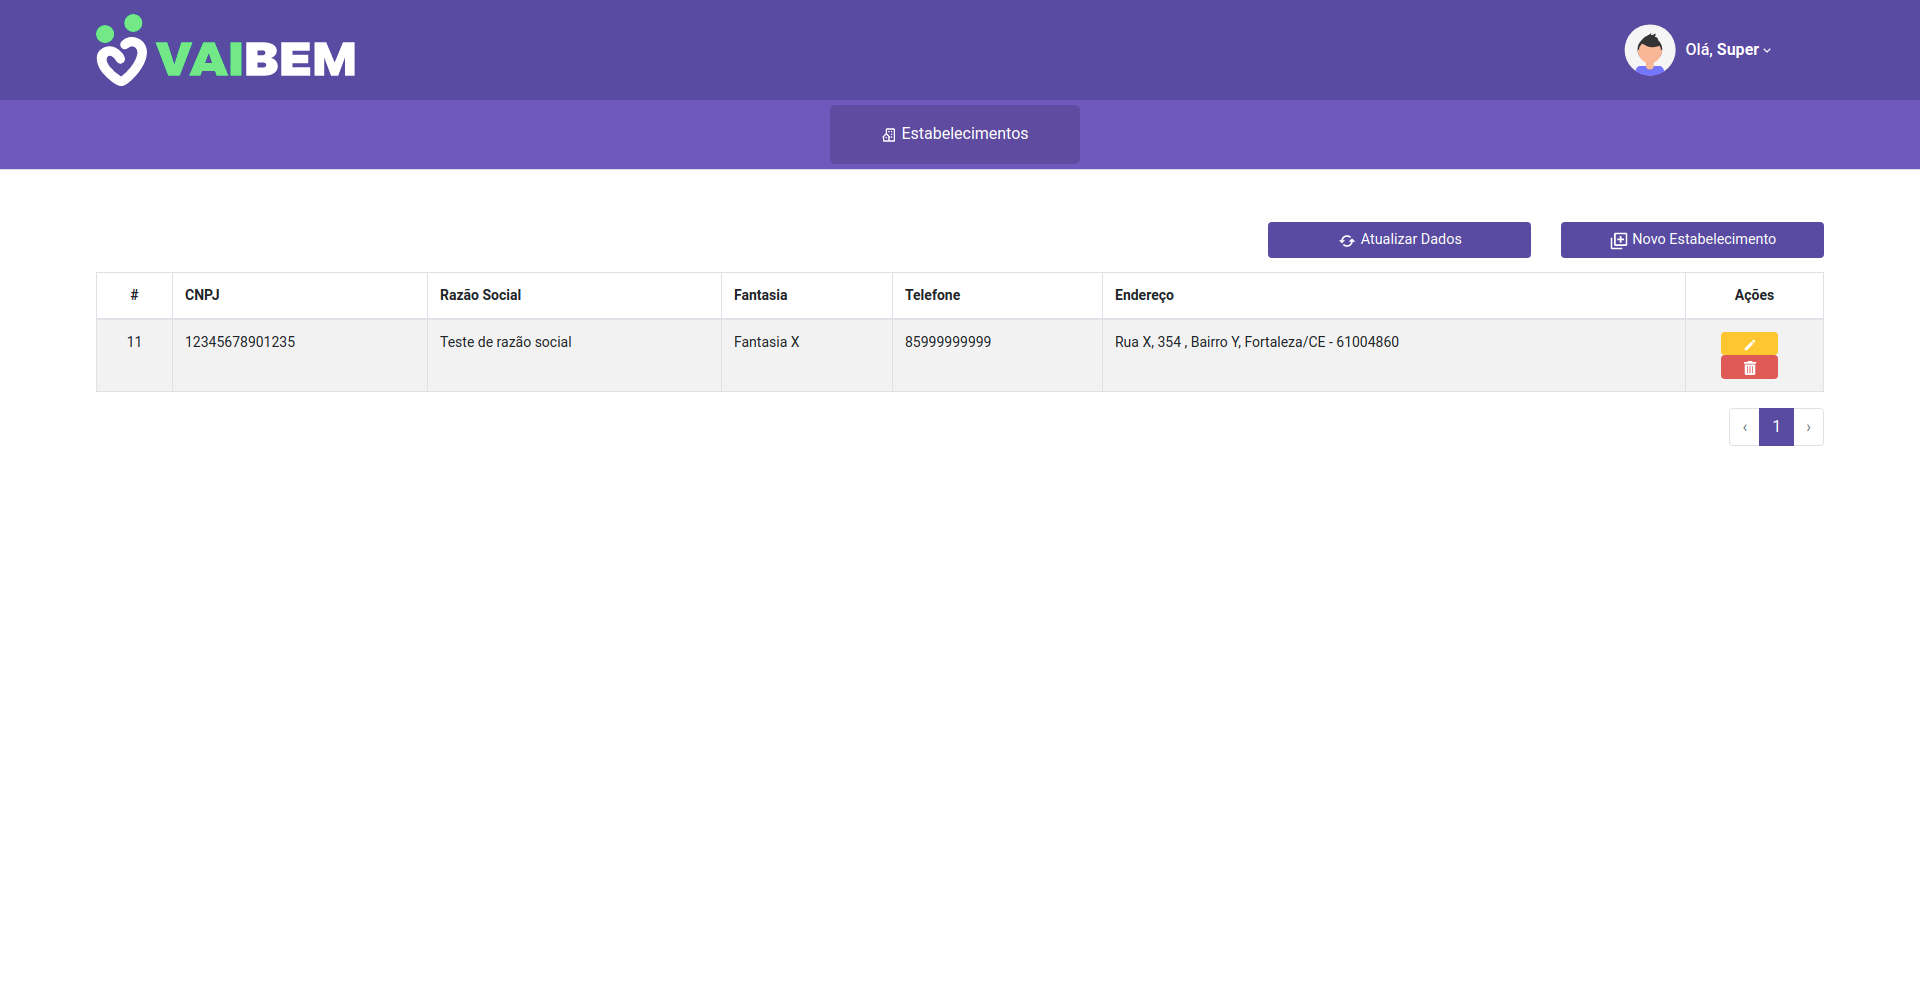 VAIBEM
Olá, Super
Estabelecimentos
Atualizar Dados Novo Estabelecimento
# CNPJ Razão Social Fantasia Telefone Endereço Ações
11 12345678901235 Teste de razão social Fantasia X 85999999999 Rua X, 354 , Bairro Y, Fortaleza/CE - 61004860
‹ 1 ›